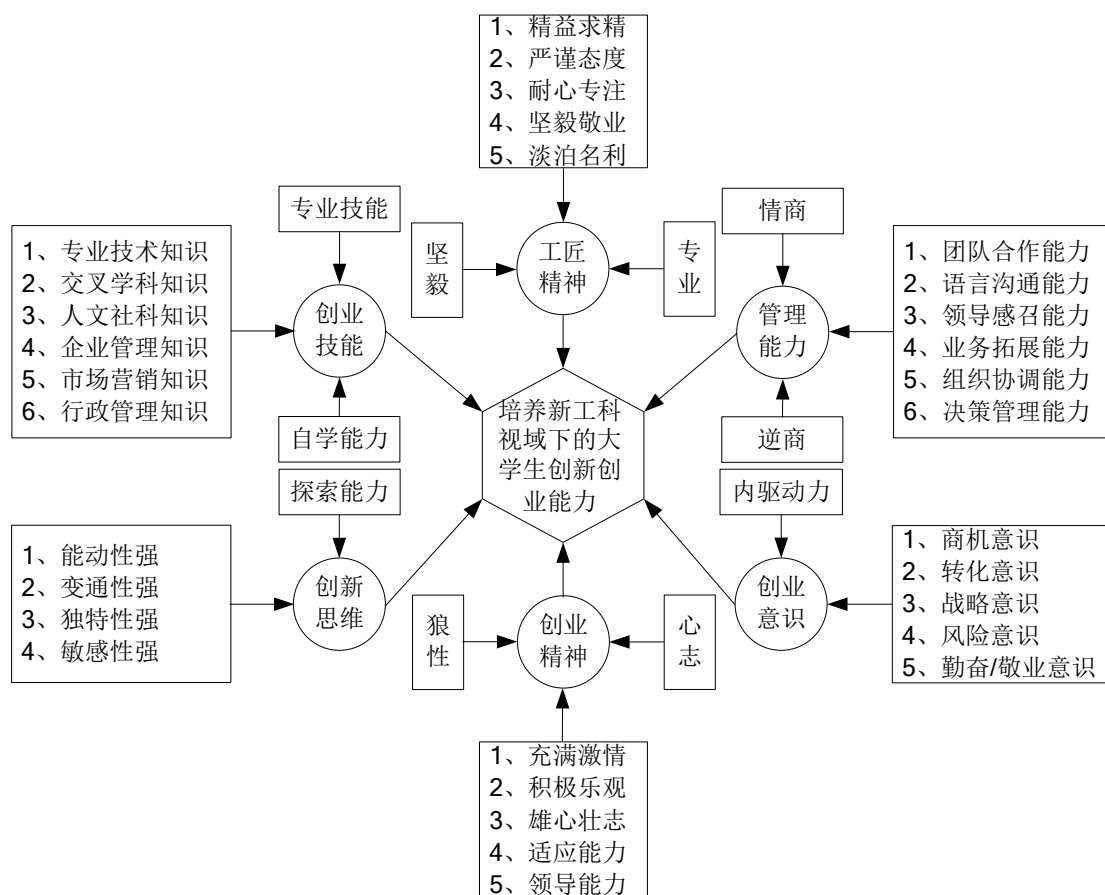 1、精益求精
2、严谨态度
3、耐心专注
4、坚毅敬业
5、淡泊名利
专业技能
情商
坚毅
工匠
精神
专业
1、专业技术知识
2、交叉学科知识
3、人文社科知识
4、企业管理知识
5、市场营销知识
6、行政管理知识
创业
技能
管理
能力
1、团队合作能力
2、语言沟通能力
3、领导感召能力
4、业务拓展能力
5、组织协调能力
6、决策管理能力
培养新工科
视域下的大
学生创新创
业能力
自学能力
逆商
探索能力
内驱动力
1、能动性强
2、变通性强
3、独特性强
4、敏感性强
创新
思维
狼性
创业
精神
心志
创业
意识
1、商机意识
2、转化意识
3、战略意识
4、风险意识
5、勤奋/敬业意识
1、充满激情
2、积极乐观
3、雄心壮志
4、适应能力
5、领导能力